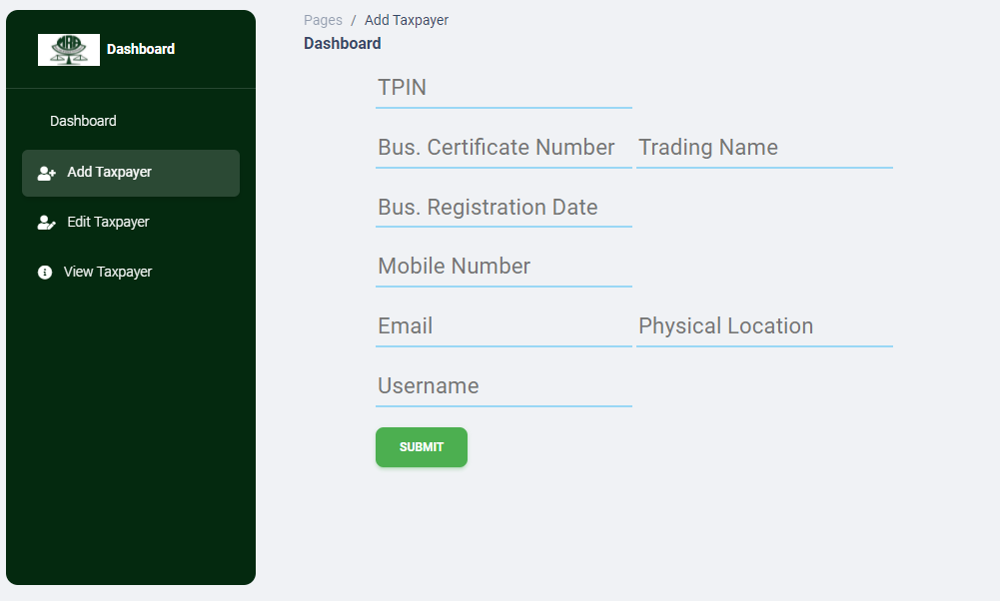 MRA
Dashboard
Dashboard
Add Taxpayer
Edit Taxpayer
View Taxpayer
Pages / Add Taxpayer
Dashboard
TPIN
Bus. Certificate Number Trading Name
Bus. Registration Date
Mobile Number
Email Physical Location
Username
SUBMIT